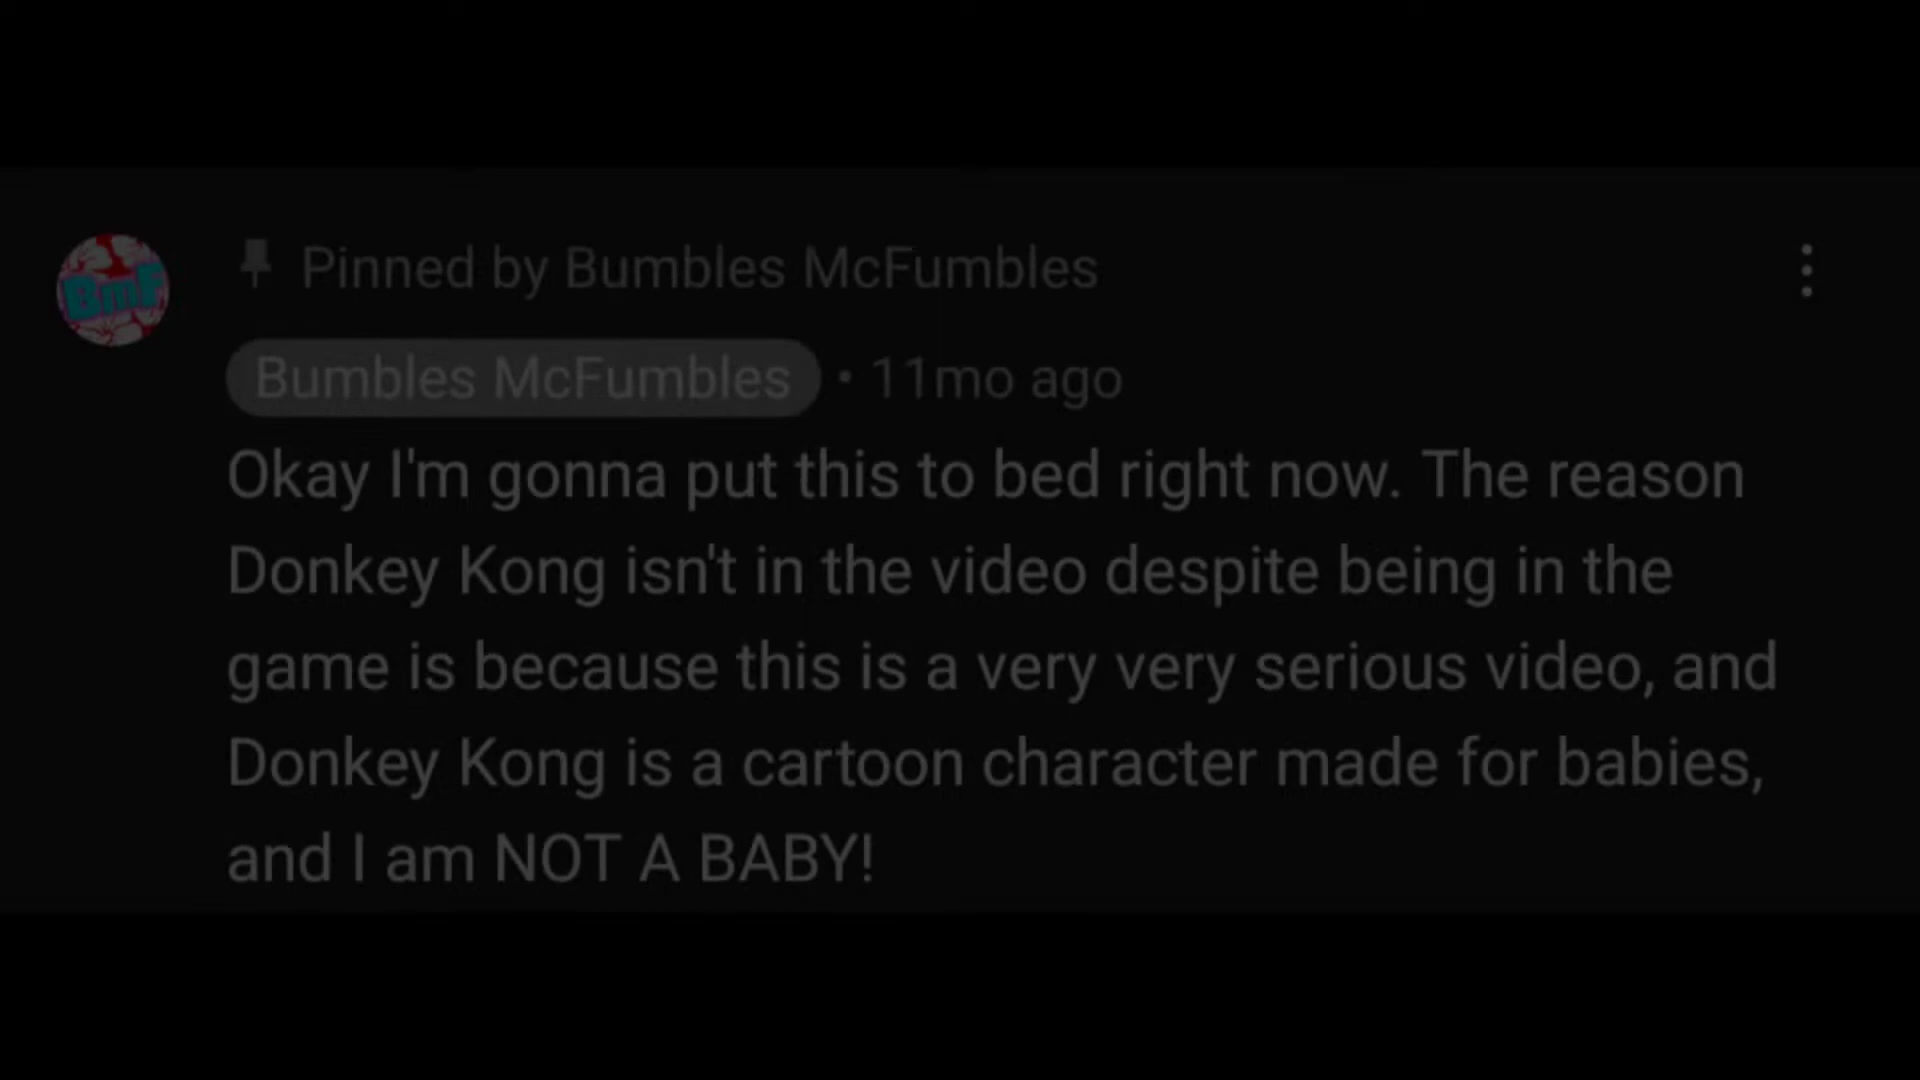 Pinned by Bumbles McFumbles
Bumbles McFumbles • 11mo ago
Okay I'm gonna put this to bed right now. The reason
Donkey Kong isn't in the video despite being in the
game is because this is a very very serious video, and
Donkey Kong is a cartoon character made for babies,
and I am NOT A BABY!
BmF